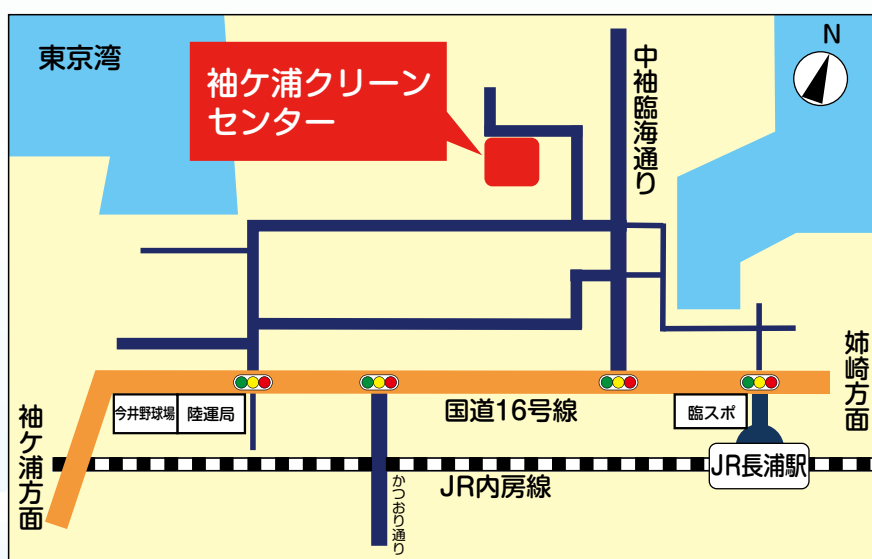 東京湾
袖ケ浦クリーン
センター
中袖臨海通り
N
姉崎方面
国道16号線
今井野球場
陸運局
臨スポ
袖ケ浦方面
JR長浦駅
JR内房線
かつおり通り